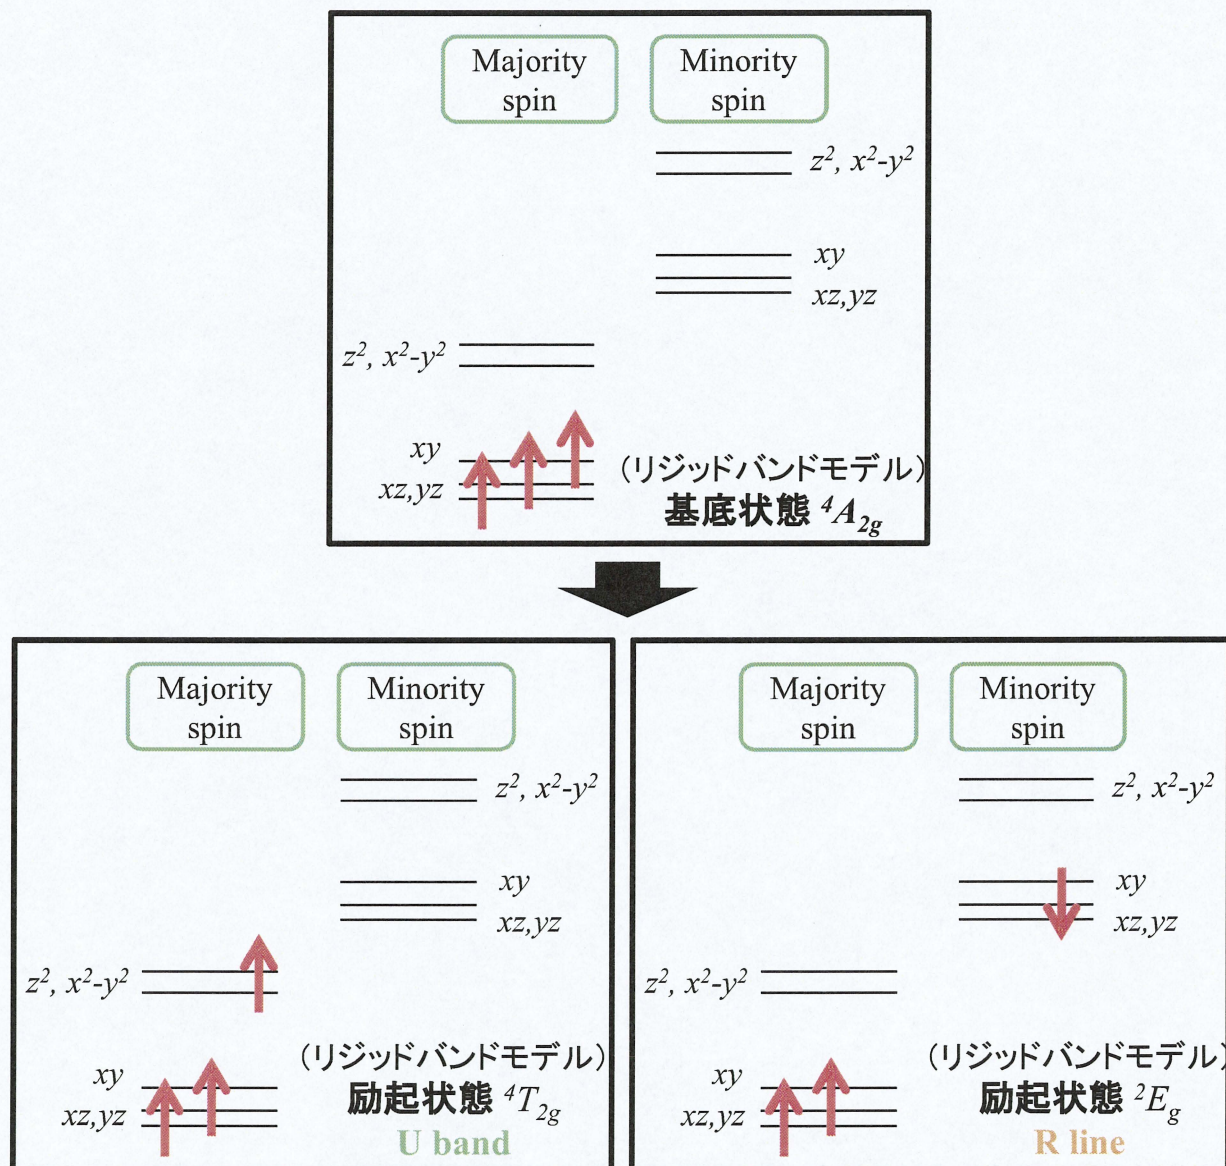 Majority
spin
Minority
spin
z², x²-y²
xy
xz,yz
z², x²-y²
xy
xz,yz
(リジッドバンドモデル)
基底状態 ⁴A₂g
Majority
spin
Minority
spin
z², x²-y²
xy
xz,yz
z², x²-y²
xy
xz,yz
(リジッドバンドモデル)
励起状態 ⁴T₂g
U band
Majority
spin
Minority
spin
z², x²-y²
xy
xz,yz
z², x²-y²
xy
xz,yz
(リジッドバンドモデル)
励起状態 ²Eg
R line